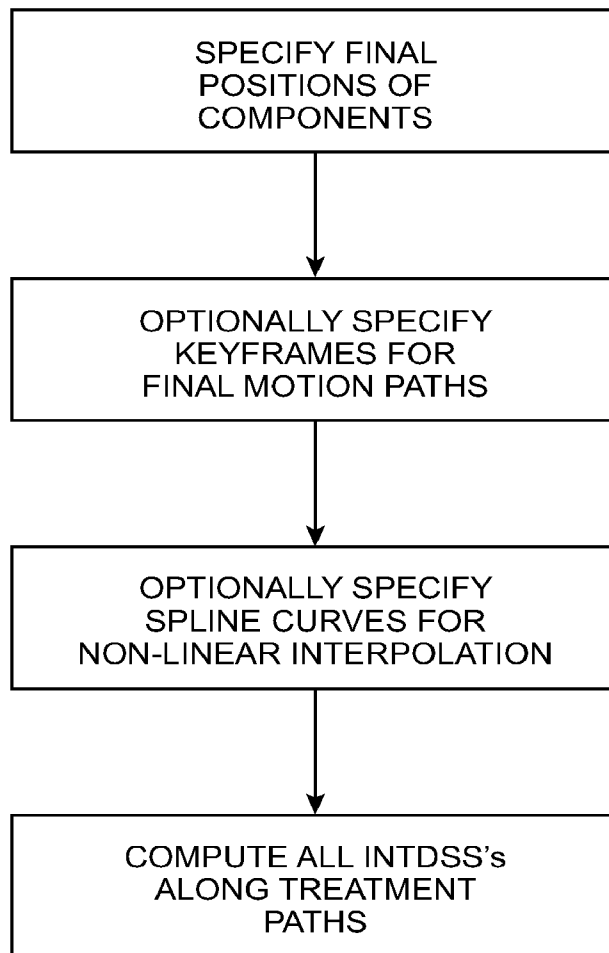 SPECIFY FINAL
POSITIONS OF
COMPONENTS
OPTIONALLY SPECIFY
KEYFRAMES FOR
FINAL MOTION PATHS
OPTIONALLY SPECIFY
SPLINE CURVES FOR
NON-LINEAR INTERPOLATION
COMPUTE ALL INTDSS's
ALONG TREATMENT
PATHS